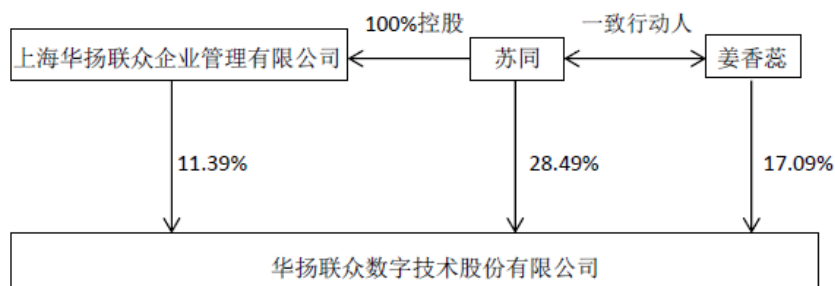 100%控股
一致行动人
上海华扬联众企业管理有限公司
苏同
姜香蕊
11.39%
28.49%
17.09%
华扬联众数字技术股份有限公司